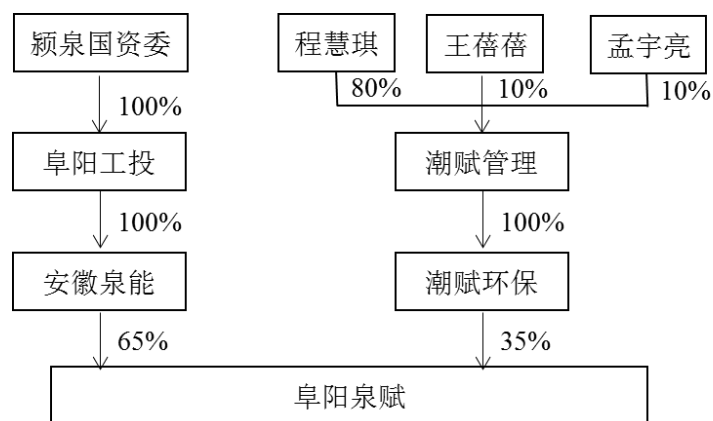 颍泉国资委
程慧琪
王蓓蓓
孟宇亮
100%
80%
10%
10%
阜阳工投
潮赋管理
100%
100%
安徽泉能
潮赋环保
65%
35%
阜阳泉赋